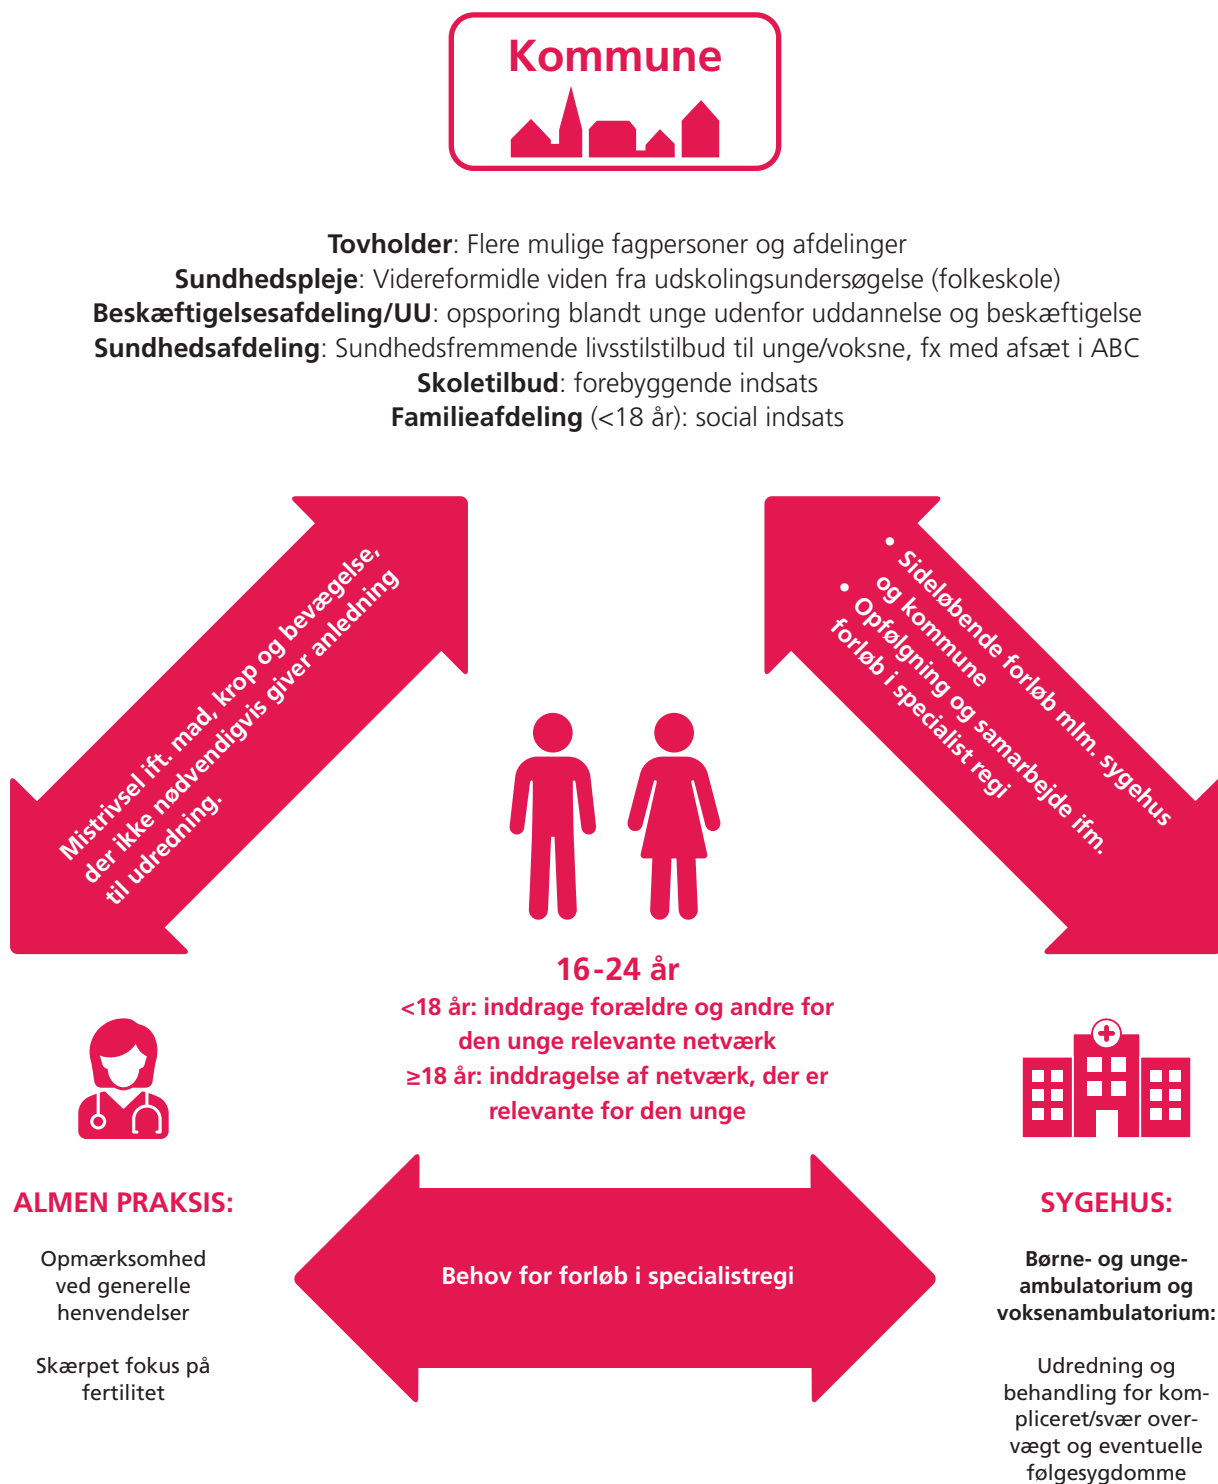 Kommune
Tovholder: Flere mulige fagpersoner og afdelinger
Sundhedspleje: Videreformidle viden fra udskolingsundersøgelse (folkeskole)
Beskæftigelsesafdeling/UU: opsporing blandt unge udenfor uddannelse og beskæftigelse
Sundhedsafdeling: Sundhedsfremmende livsstilstilbud til unge/voksne, fx med afsæt i ABC
Skoletilbud: forebyggende indsats
Familieafdeling (<18 år): social indsats
Mistrivsel ift. mad, krop og bevægelse,
der ikke nødvendigvis giver anledning
til udredning.
• Sideløbende forløb mlm. sygehus
og kommune
• Opfølgning og samarbejde ifm.
forløb i specialist regi
16-24 år
<18 år: inddrage forældre og andre for
den unge relevante netværk
≥18 år: inddragelse af netværk, der er
relevante for den unge
ALMEN PRAKSIS:
Opmærksomhed
ved generelle
henvendelser
Skærpet fokus på
fertilitet
Behov for forløb i specialistregi
SYGEHUS:
Børne- og unge-
ambulatorium og
voksenambulatorium:
Udredning og
behandling for kom-
pliceret/svær over-
vægt og eventuelle
følgesygdomme